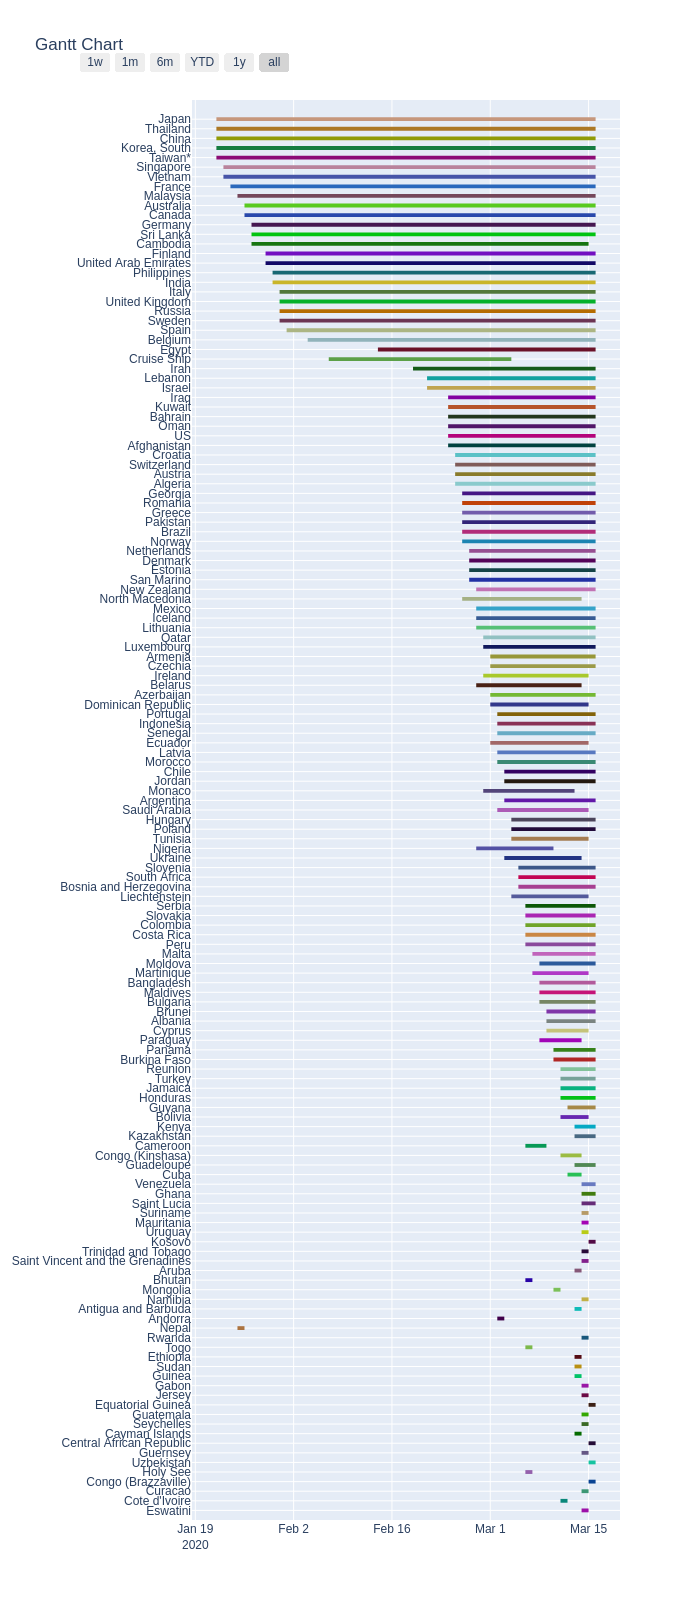 Gantt Chart
1w 1m 6m YTD 1y all
Japan
Thailand
China
Korea, South
Taiwan*
Singapore
Vietnam
France
Malaysia
Australia
Canada
Germany
Sri Lanka
Cambodia
Finland
United Arab Emirates
Philippines
India
Italy
United Kingdom
Russia
Sweden
Spain
Belgium
Egypt
Cruise Ship
Iran
Lebanon
Israel
Iraq
Kuwait
Bahrain
Oman
US
Afghanistan
Croatia
Switzerland
Austria
Algeria
Georgia
Romania
Greece
Pakistan
Brazil
Norway
Netherlands
Denmark
Estonia
San Marino
New Zealand
North Macedonia
Mexico
Iceland
Lithuania
Qatar
Luxembourg
Armenia
Czechia
Ireland
Belarus
Azerbaijan
Dominican Republic
Portugal
Indonesia
Senegal
Ecuador
Latvia
Morocco
Chile
Jordan
Monaco
Argentina
Saudi Arabia
Hungary
Poland
Tunisia
Nigeria
Ukraine
Slovenia
South Africa
Bosnia and Herzegovina
Liechtenstein
Serbia
Slovakia
Colombia
Costa Rica
Peru
Malta
Moldova
Martinique
Bangladesh
Maldives
Bulgaria
Brunei
Albania
Cyprus
Paraguay
Panama
Burkina Faso
Reunion
Turkey
Jamaica
Honduras
Guyana
Bolivia
Kenya
Kazakhstan
Cameroon
Congo (Kinshasa)
Guadeloupe
Cuba
Venezuela
Ghana
Saint Lucia
Suriname
Mauritania
Uruguay
Kosovo
Trinidad and Tobago
Saint Vincent and the Grenadines
Aruba
Bhutan
Mongolia
Namibia
Antigua and Barbuda
Andorra
Nepal
Rwanda
Togo
Ethiopia
Sudan
Guinea
Gabon
Jersey
Equatorial Guinea
Guatemala
Seychelles
Cayman Islands
Central African Republic
Guernsey
Uzbekistan
Holy See
Congo (Brazzaville)
Curacao
Cote d'Ivoire
Eswatini
Jan 19 Feb 2 Feb 16 Mar 1 Mar 15
2020